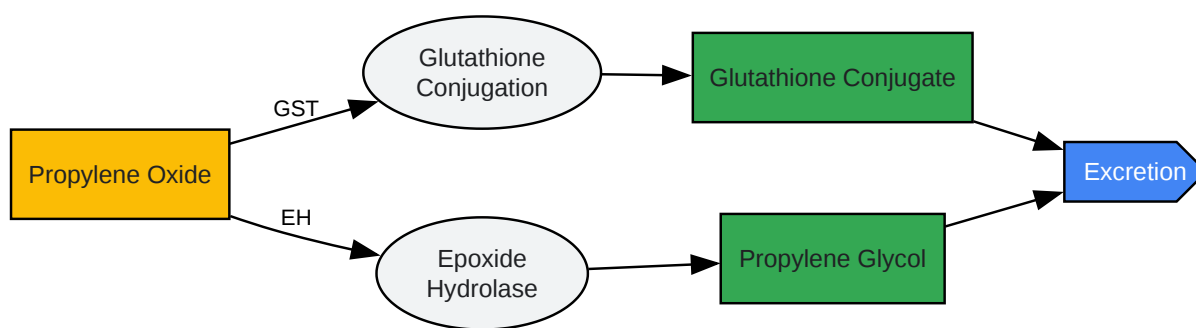 Propylene Oxide
GST
EH
Glutathione
Conjugation
Epoxide
Hydrolase
Glutathione Conjugate
Propylene Glycol
Excretion